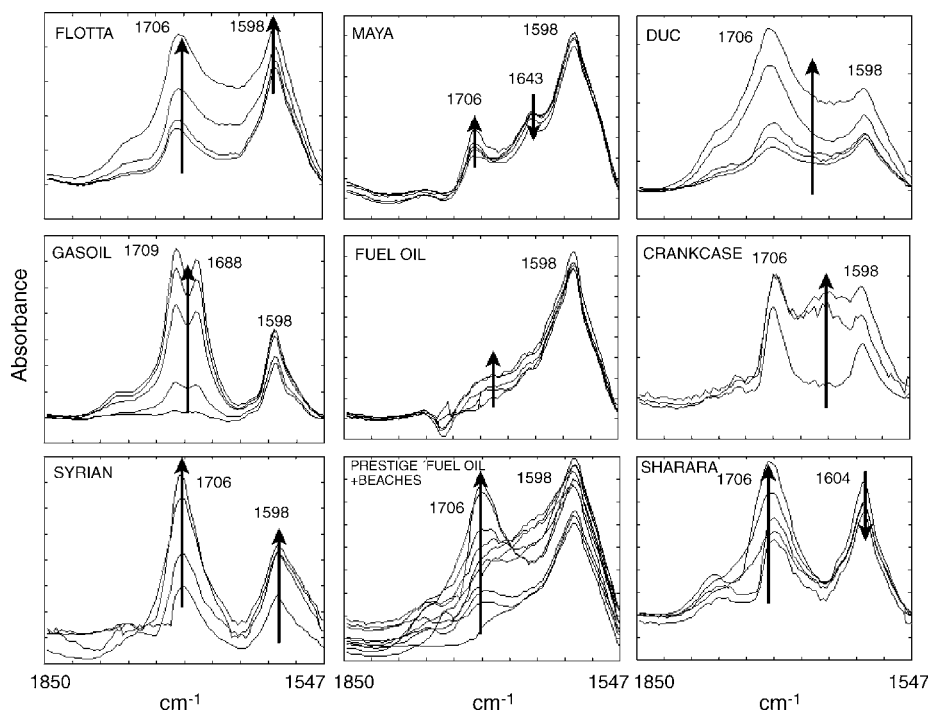 FLOTTA
1706
1598
MAYA
1598
1706
1643
DUC
1706
1598
GASOIL
1709
1688
1598
FUEL OIL
1598
CRANKCASE
1706
1598
Absorbance
SYRIAN
1706
1598
PRESTIGE ´FUEL OIL
+BEACHES
1706
1598
SHARARA
1706
1604
1850
1547
1850
1547
1850
1547
cm-1
cm-1
cm-1